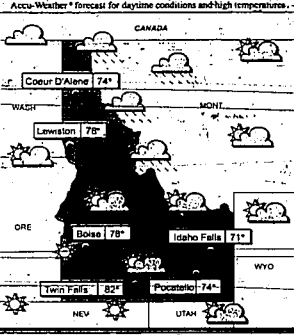 Accu-Weather® forecast for daytime conditions and high temperatures.
CANADA
Coeur D'Alene 74°
WASH
MONT.
Lewiston 78°
ORE
Boise 78°
Idaho Falls 71°
WYO
Twin Falls 82°
Pocatello 74°
NEV
UTAH